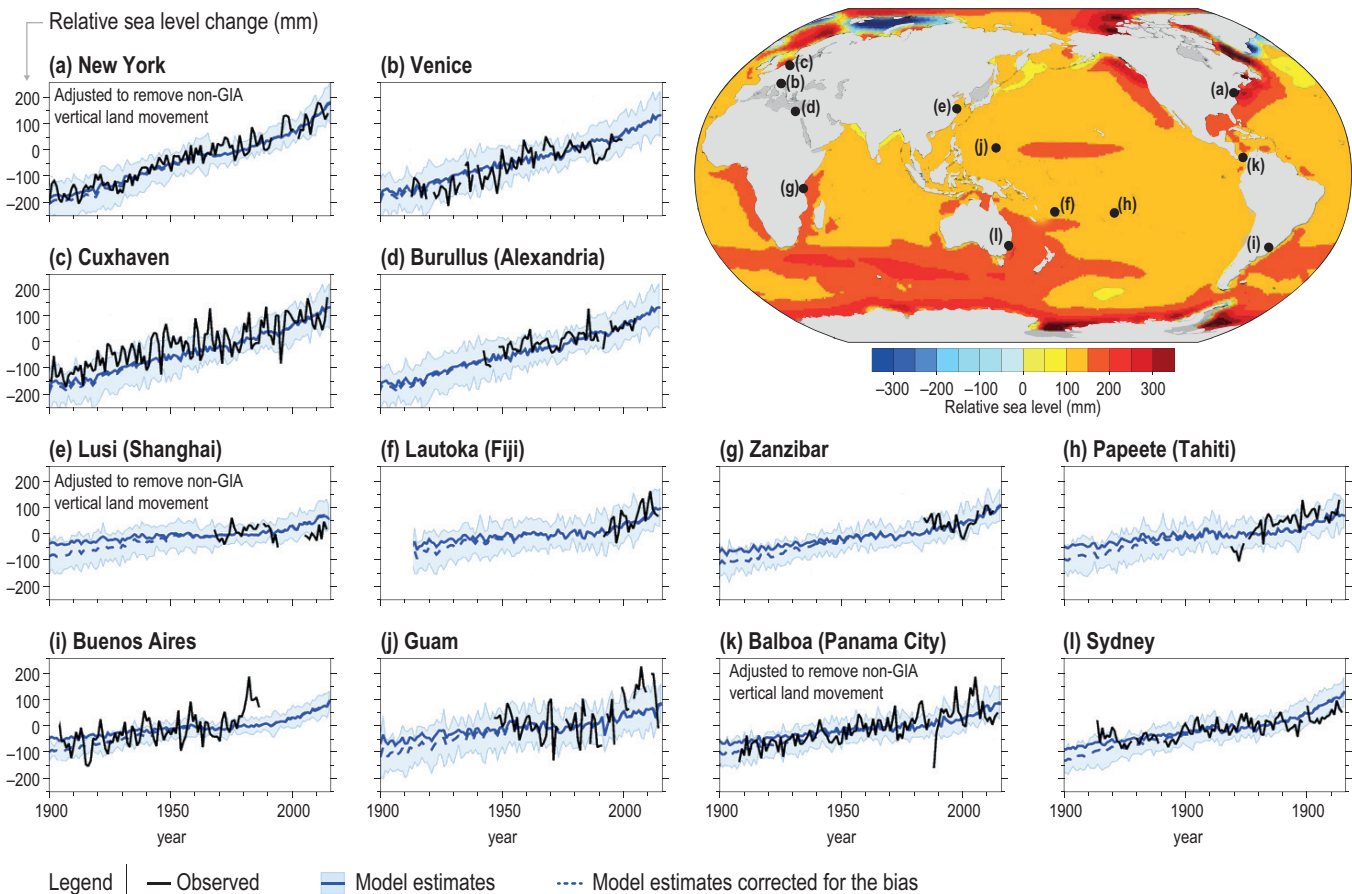 Relative sea level change (mm)
(a) New York
Adjusted to remove non-GIA
vertical land movement
200
100
0
–100
–200
(b) Venice
(c) Cuxhaven
200
100
0
–100
–200
(d) Burullus (Alexandria)
(c)
(b)
(d)
(e)
(a)
(j)
(k)
(g)
(f)
(h)
(l)
(i)
–300 –200 –100 0 100 200 300
Relative sea level (mm)
(e) Lusi (Shanghai)
Adjusted to remove non-GIA
vertical land movement
200
100
0
–100
–200
(f) Lautoka (Fiji)
(g) Zanzibar
(h) Papeete (Tahiti)
(i) Buenos Aires
200
100
0
–100
–200
1900 1950 2000
year
(j) Guam
1900 1950 2000
year
(k) Balboa (Panama City)
Adjusted to remove non-GIA
vertical land movement
1900 1950 2000
year
(l) Sydney
1900 1900 1900
year
Legend Observed Model estimates Model estimates corrected for the bias